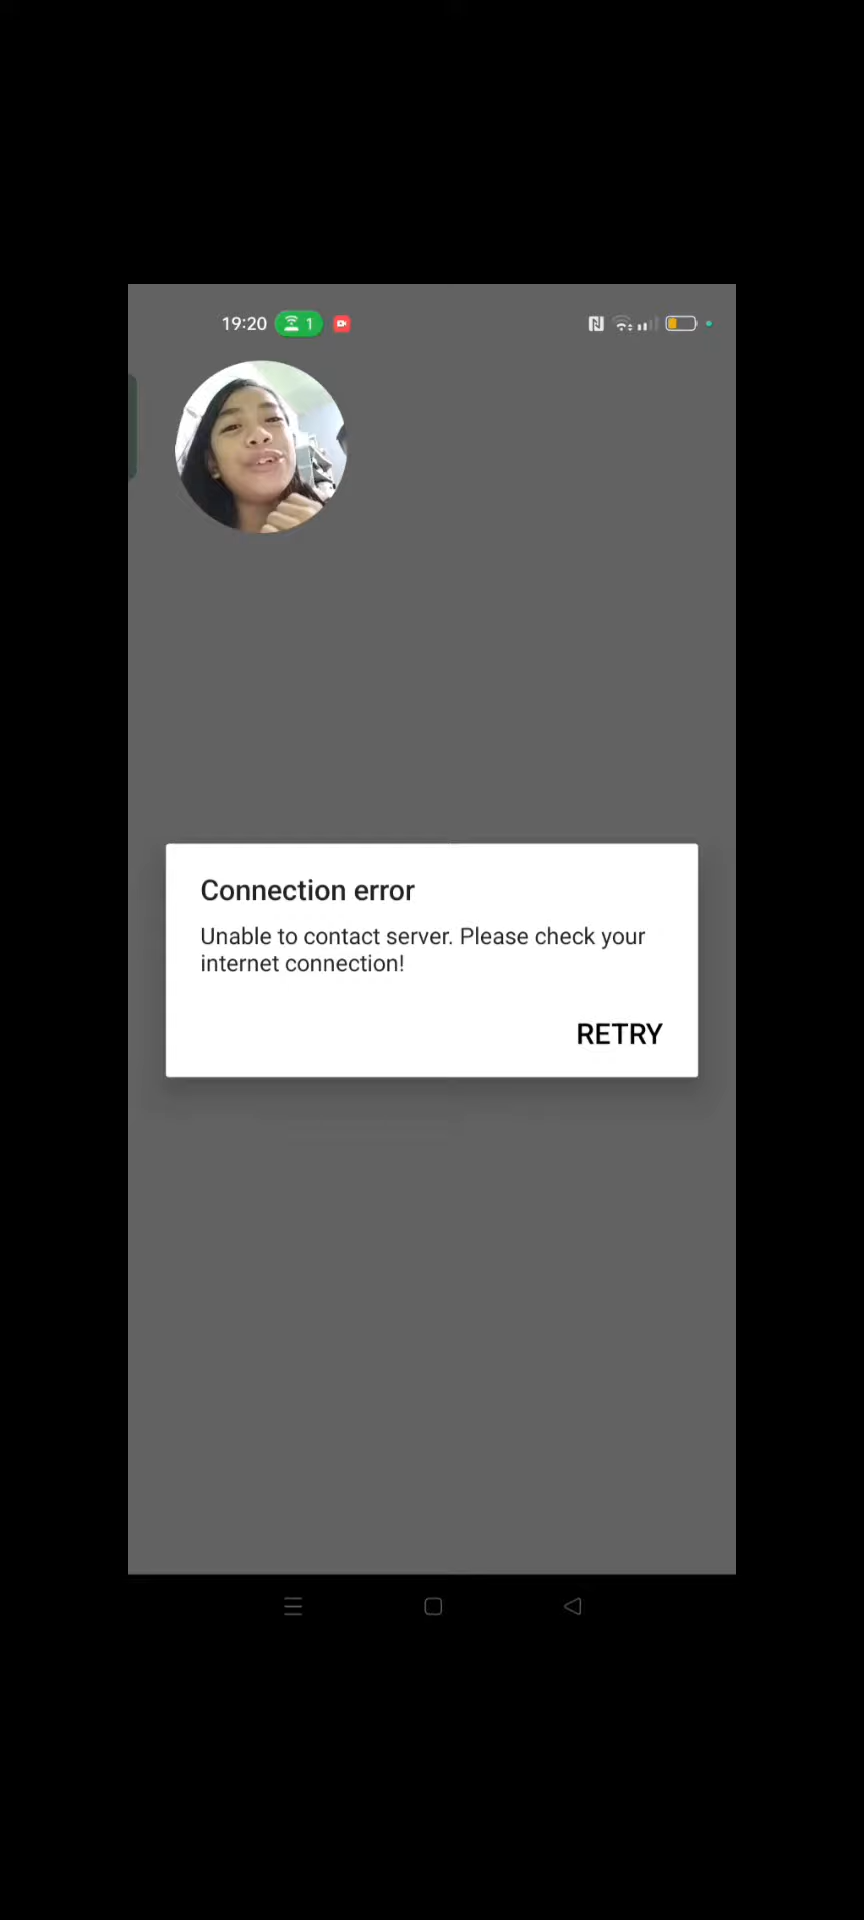 19:20 1
Connection error
Unable to contact server. Please check your
internet connection!
RETRY